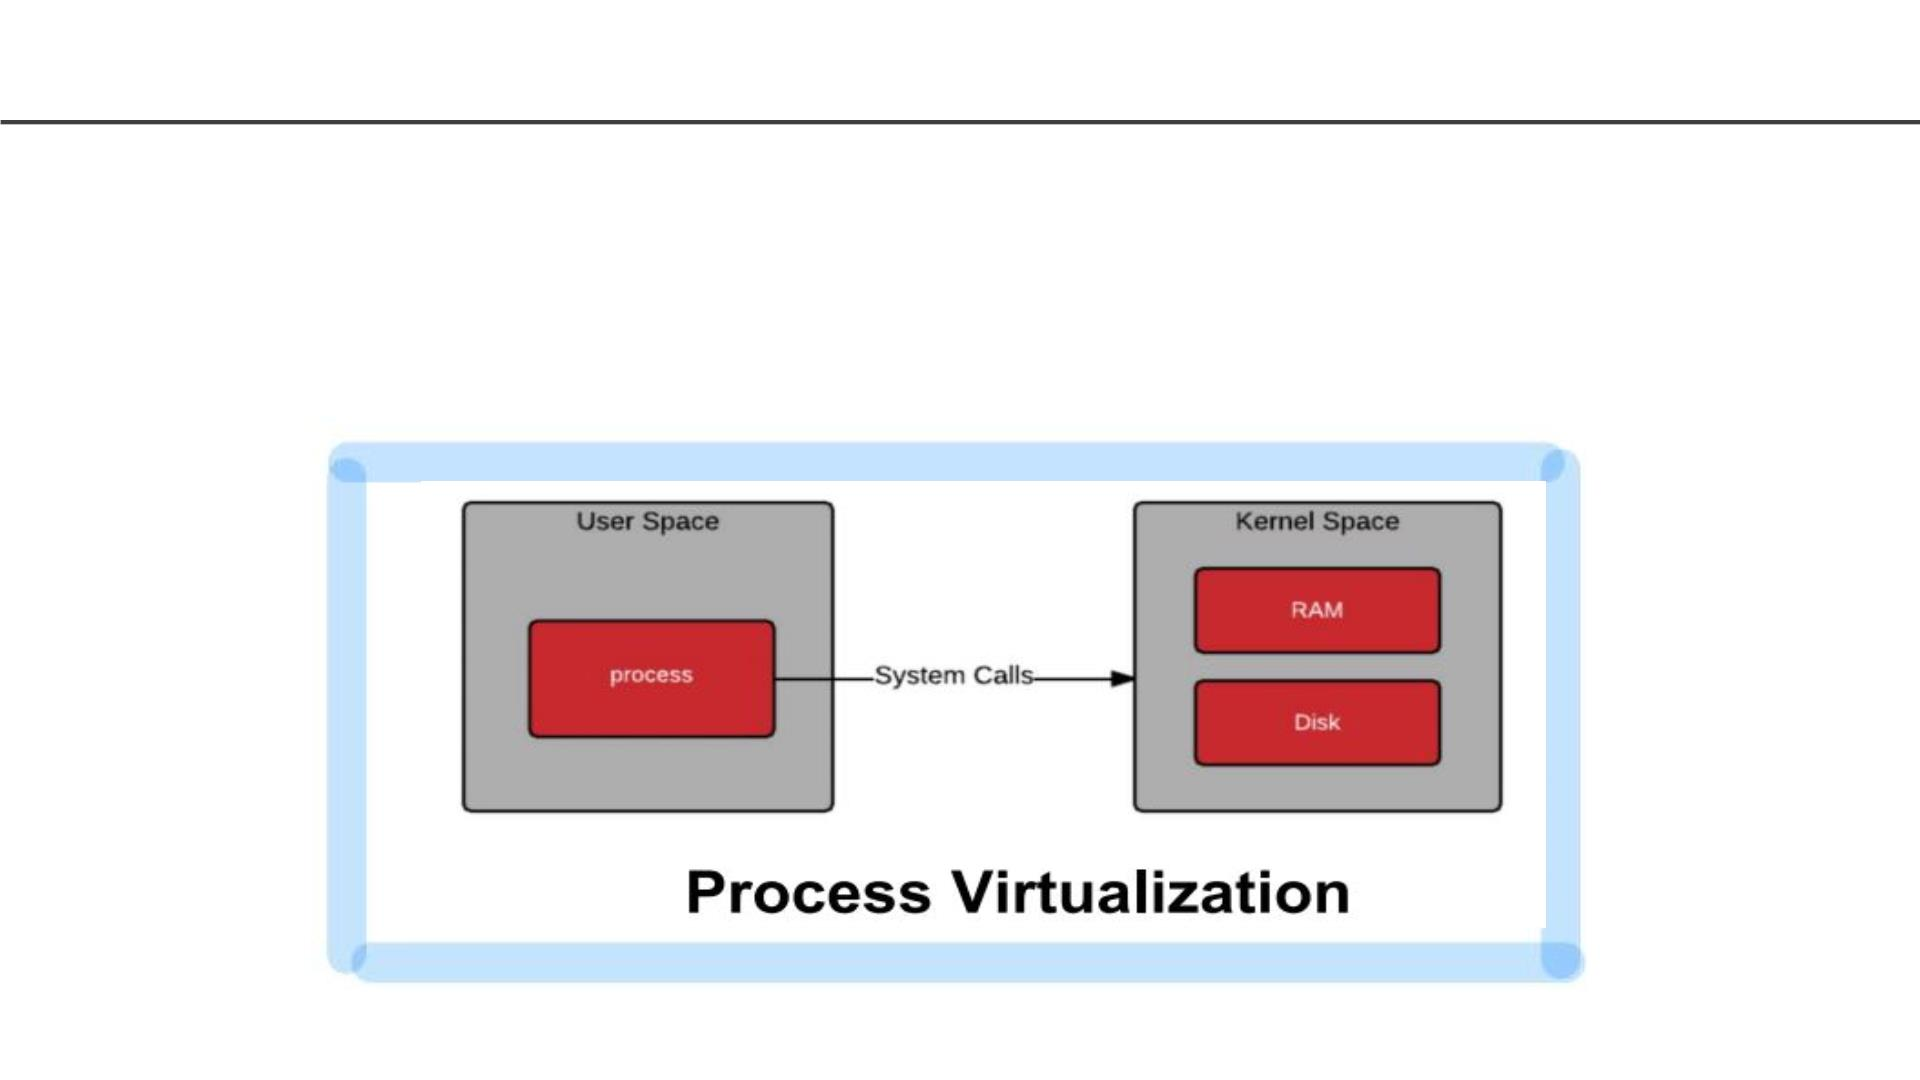 User Space
Kernel Space
RAM
process
System Calls
Disk
Process Virtualization